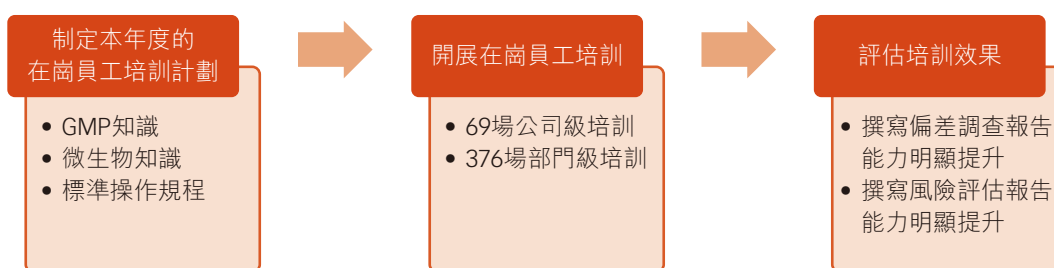 制定本年度的
在崗員工培訓計劃
• GMP知識
• 微生物知識
• 標準操作規程
開展在崗員工培訓
• 69場公司級培訓
• 376場部門級培訓
評估培訓效果
• 撰寫偏差調查報告
能力明顯提升
• 撰寫風險評估報告
能力明顯提升